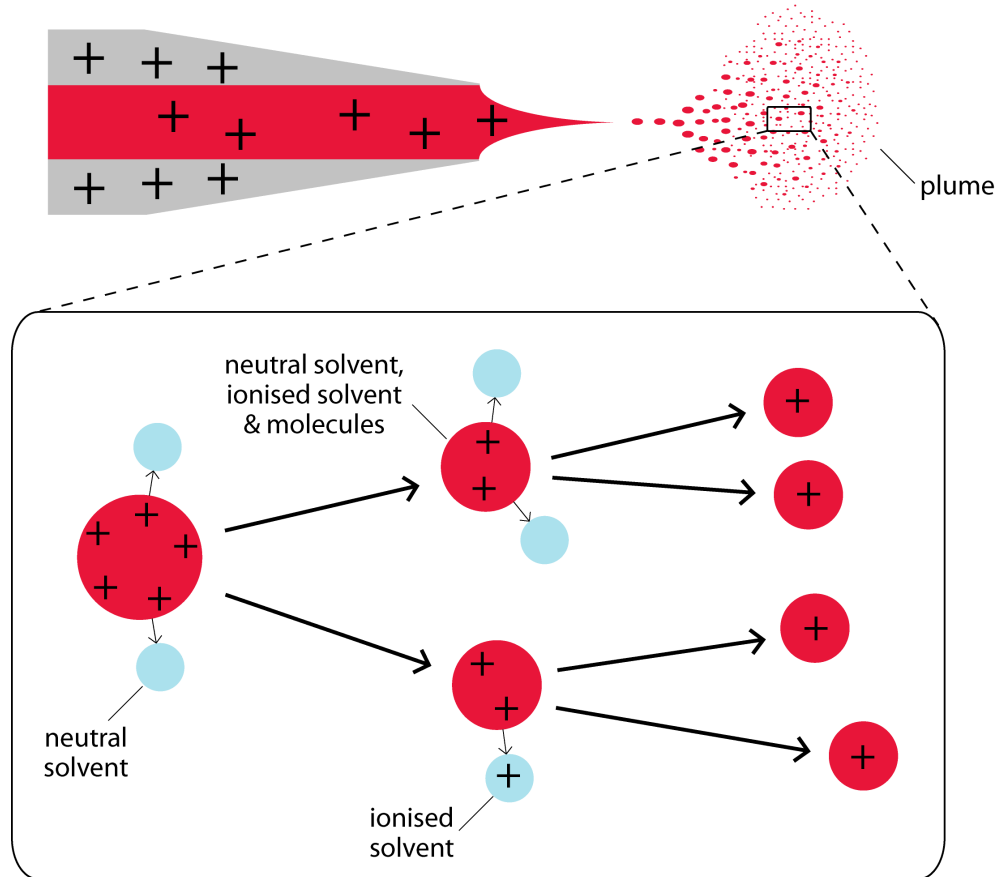 plume
neutral solvent,
ionised solvent
& molecules
neutral
solvent
ionised
solvent